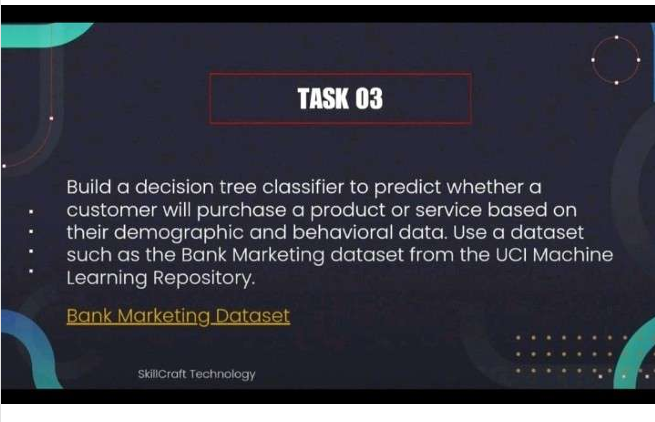 TASK 03
Build a decision tree classifier to predict whether a
customer will purchase a product or service based on
their demographic and behavioral data. Use a dataset
such as the Bank Marketing dataset from the UCI Machine
Learning Repository.
Bank Marketing Dataset
SkillCraft Technology